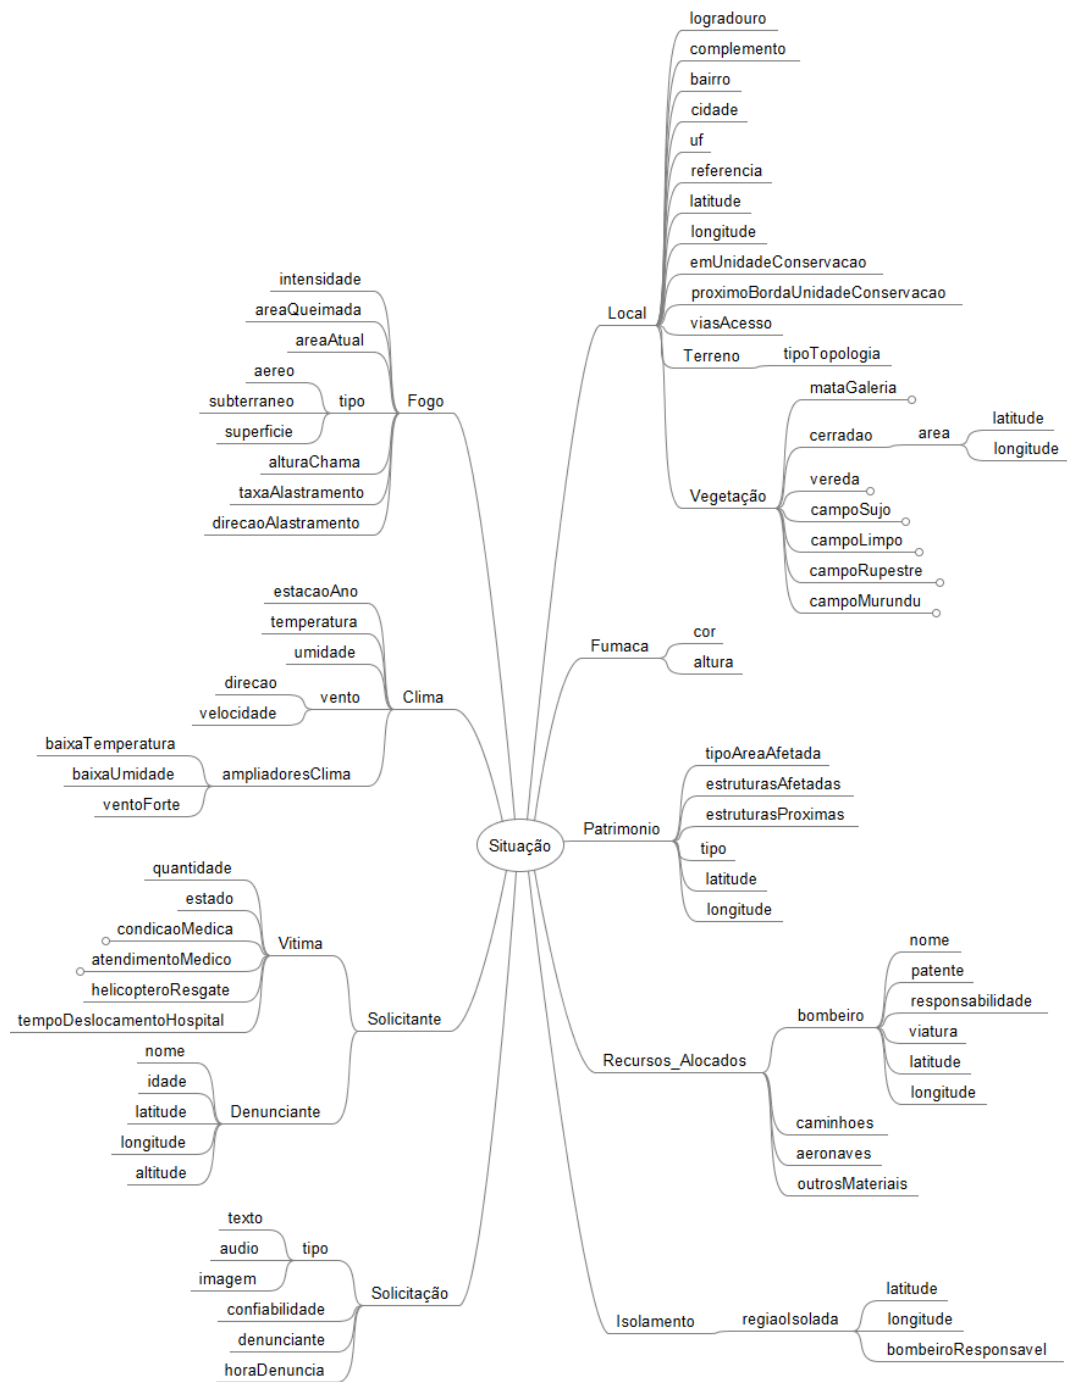 Situação
Fogo
intensidade
areaQueimada
areaAtual
tipo
aereo
subterraneo
superficie
alturaChama
taxaAlastramento
direcaoAlastramento
Clima
estacaoAno
temperatura
umidade
vento
direcao
velocidade
ampliadoresClima
baixaTemperatura
baixaUmidade
ventoForte
Solicitante
Vitima
quantidade
estado
condicaoMedica
atendimentoMedico
helicopteroResgate
tempoDeslocamentoHospital
Denunciante
nome
idade
latitude
longitude
altitude
Solicitação
tipo
texto
audio
imagem
confiabilidade
denunciante
horaDenuncia
Local
logradouro
complemento
bairro
cidade
uf
referencia
latitude
longitude
emUnidadeConservacao
proximoBordaUnidadeConservacao
viasAcesso
Terreno
tipoTopologia
Vegetação
mataGaleria
cerradao
area
latitude
longitude
vereda
campoSujo
campoLimpo
campoRupestre
campoMurundu
Fumaca
cor
altura
Patrimonio
tipoAreaAfetada
estruturasAfetadas
estruturasProximas
tipo
latitude
longitude
Recursos_Alocados
bombeiro
nome
patente
responsabilidade
viatura
latitude
longitude
caminhoes
aeronaves
outrosMateriais
Isolamento
regiaoIsolada
latitude
longitude
bombeiroResponsavel